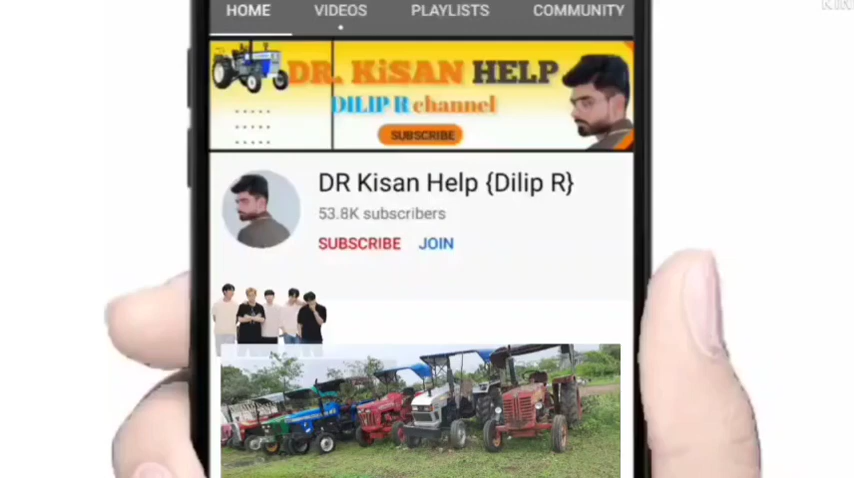 HOME VIDEOS PLAYLISTS COMMUNITY
DR. KiSAN HELP
DILIP R channel
SUBSCRIBE
DR Kisan Help {Dilip R}
53.8K subscribers
SUBSCRIBE JOIN